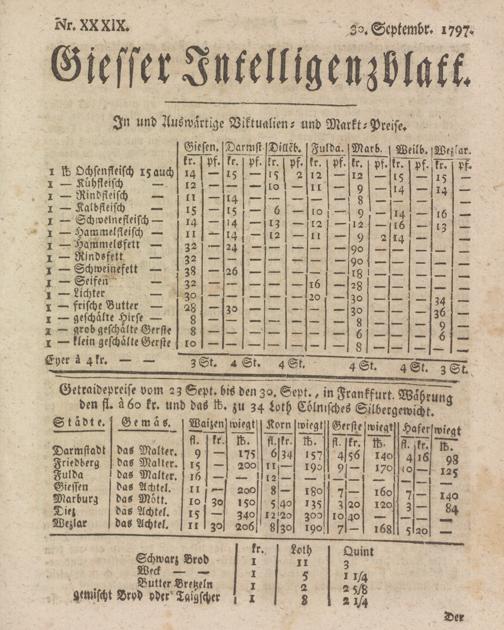 Nr. XXXIX. 30. Septembr. 1797.
Giesser Intelligenzblatt.
In und Auswärtige Viktualien- und Markt-Preise.
Giesen. Darmst Dilleb. Fulda. Marb. Weilb. Wezlar.
kr. pf. kr. pf. kr. pf. kr. pf. kr. pf. kr. pf. kr. pf.
1 ℔ Ochsenfleisch 15 auch 14 — 15 — 15 2 12 — 12 — 15 —
1 — Kühfleisch — 12 — 10 — 11 — 9 — 14 — 14 —
1 — Rindfleisch — 11 — 14 — 8
1 — Kalbfleisch — 15 — 15 — 6 — 10 — 9 — 14 — 16 —
1 — Schweinefleisch — 14 — 14 — 13 — 12 — 12 — 16 — 13 —
1 — Hammelfleisch — 11 — 14 — 12 — 11 — 9 2 14 —
1 — Hammelsfett — 32 — 24 — 90
1 — Rindsfett — 32 — 90
1 — Schweinefett — 38 — 26 — 18
1 — Seifen — 32 — 16 — 28
1 — Lichter — 30 — 20 — 30 — 34 —
1 — frische Butter — 28 — 30 — 30 — 36 —
1 — geschälte Hirse — 8 — 8 — 9 —
1 — grob geschälte Gerste — 8 — 6 — 6 —
1 — klein geschälte Gerste 10 — 8 — 8 —
Eyer à 4 kr. — — 3 St. 4 St. 4 St. 4 St. 4 St. 5 St.
Getraidepreise vom 23 Sept. bis den 30. Sept., in Frankfurt. Währung
den fl. à 60 kr. und das ℔. zu 34 Loth Cölnisches Silbergewicht.
Städte. Gemäs. Waizen wiegt Korn wiegt Gerste wiegt Hafer wiegt
fl. kr. ℔. fl. kr. ℔. fl. kr. ℔. fl. kr. ℔.
Darmstadt das Malter. 9 — 175 6 34 157 4 56 140 4 16 98
Friedberg das Malter. 15 — 200 11 — 190 9 — 170 10 — 125
Fulda das Malter. 16 — 12 —
Giessen das Achtel. 11 — 200 8 — 180 7 — 160 7 — 140
Marburg das Mött. 10 30 150 5 40 135 3 20 120 3 — 84
Diez das Achtel. 15 — 340 12 20 300 10 40
Wezlar das Achtel. 11 30 206 8 30 190 7 — 168 5 20 —
kr. Loth Quint
Schwarz Brod 1 11 3
Weck — — 1 5 1 1/4
Butter Bretzeln 1 2 2 5/8
gemischt Brod oder Taigscher 1 8 2 1/4
Der